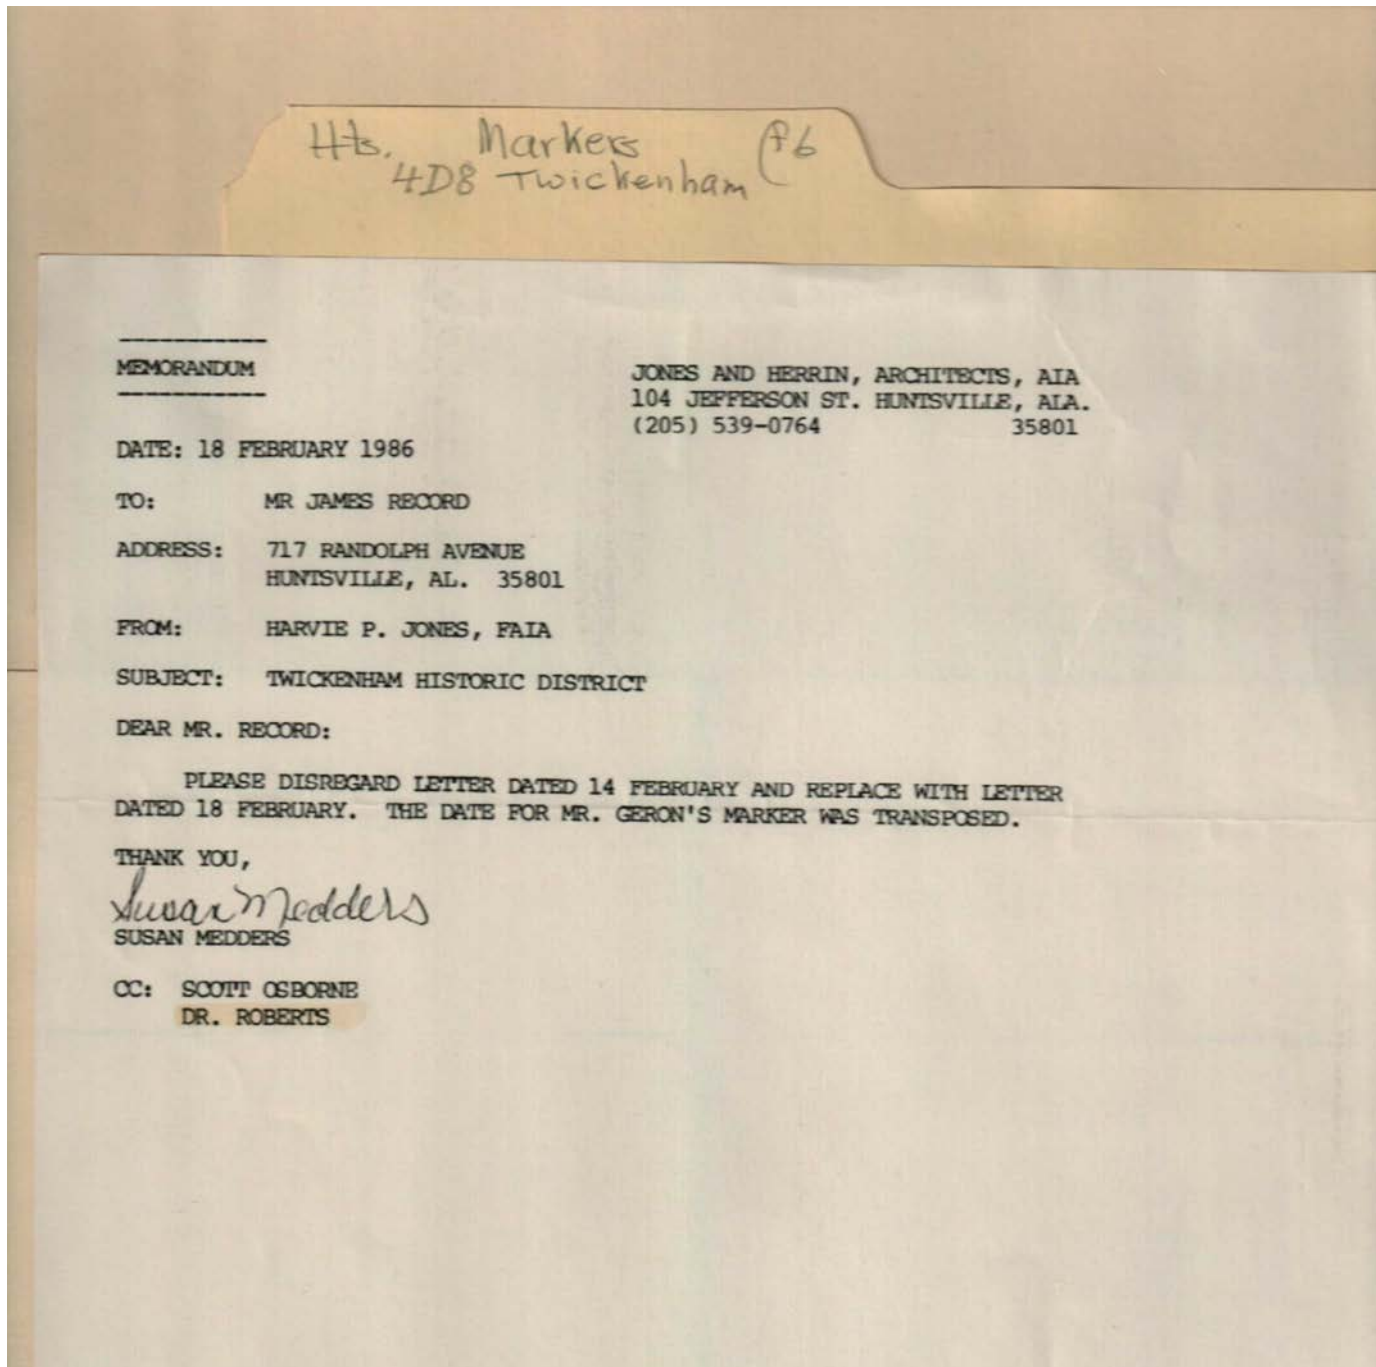 Hts. Markers
4D8 Twickenham
-----------
MEMORANDUM
-----------
JONES AND HERRIN, ARCHITECTS, AIA
104 JEFFERSON ST. HUNTSVILLE, ALA.
(205) 539-0764 35801
DATE: 18 FEBRUARY 1986
TO: MR JAMES RECORD
ADDRESS: 717 RANDOLPH AVENUE
HUNTSVILLE, AL. 35801
FROM: HARVIE P. JONES, FAIA
SUBJECT: TWICKENHAM HISTORIC DISTRICT
DEAR MR. RECORD:
PLEASE DISREGARD LETTER DATED 14 FEBRUARY AND REPLACE WITH LETTER
DATED 18 FEBRUARY. THE DATE FOR MR. GERON'S MARKER WAS TRANSPOSED.
THANK YOU,
Susan Medders
SUSAN MEDDERS
CC: SCOTT OSBORNE
DR. ROBERTS